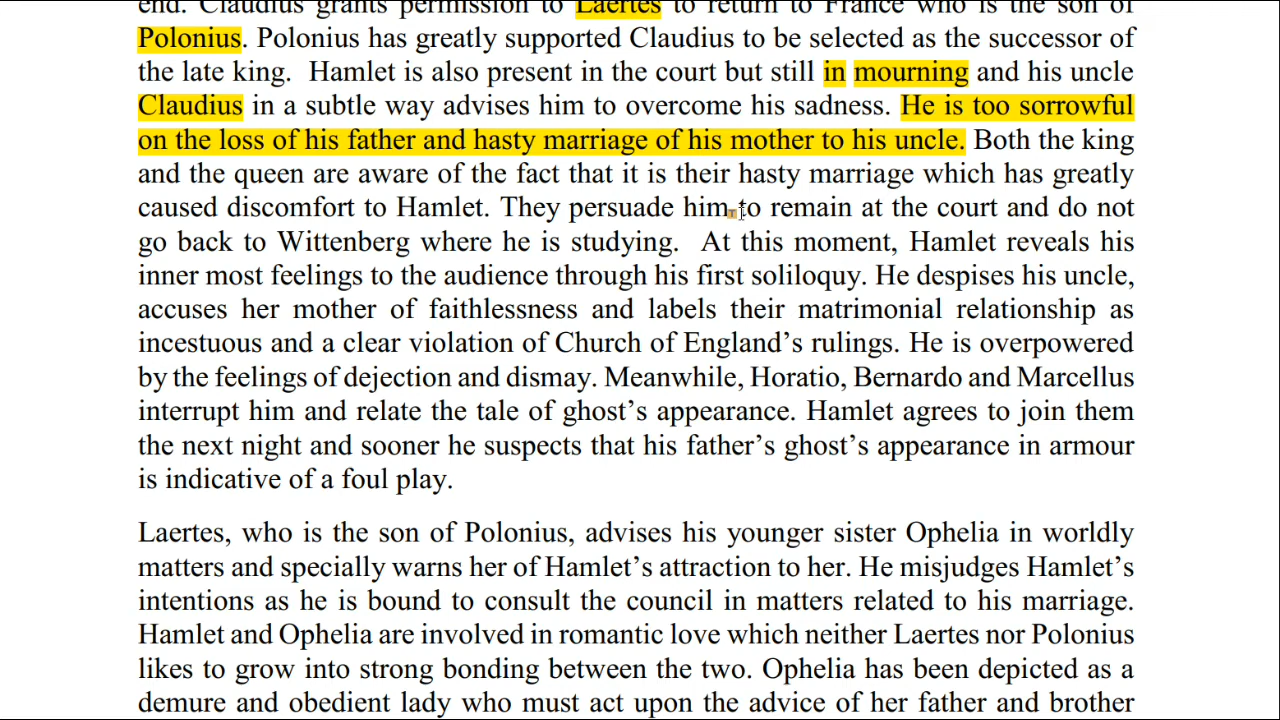 end. Claudius grants permission to Laertes to return to France who is the son of
Polonius. Polonius has greatly supported Claudius to be selected as the successor of
the late king. Hamlet is also present in the court but still in mourning and his uncle
Claudius in a subtle way advises him to overcome his sadness. He is too sorrowful
on the loss of his father and hasty marriage of his mother to his uncle. Both the king
and the queen are aware of the fact that it is their hasty marriage which has greatly
caused discomfort to Hamlet. They persuade him to remain at the court and do not
go back to Wittenberg where he is studying. At this moment, Hamlet reveals his
inner most feelings to the audience through his first soliloquy. He despises his uncle,
accuses her mother of faithlessness and labels their matrimonial relationship as
incestuous and a clear violation of Church of England’s rulings. He is overpowered
by the feelings of dejection and dismay. Meanwhile, Horatio, Bernardo and Marcellus
interrupt him and relate the tale of ghost’s appearance. Hamlet agrees to join them
the next night and sooner he suspects that his father’s ghost’s appearance in armour
is indicative of a foul play.
Laertes, who is the son of Polonius, advises his younger sister Ophelia in worldly
matters and specially warns her of Hamlet’s attraction to her. He misjudges Hamlet’s
intentions as he is bound to consult the council in matters related to his marriage.
Hamlet and Ophelia are involved in romantic love which neither Laertes nor Polonius
likes to grow into strong bonding between the two. Ophelia has been depicted as a
demure and obedient lady who must act upon the advice of her father and brother